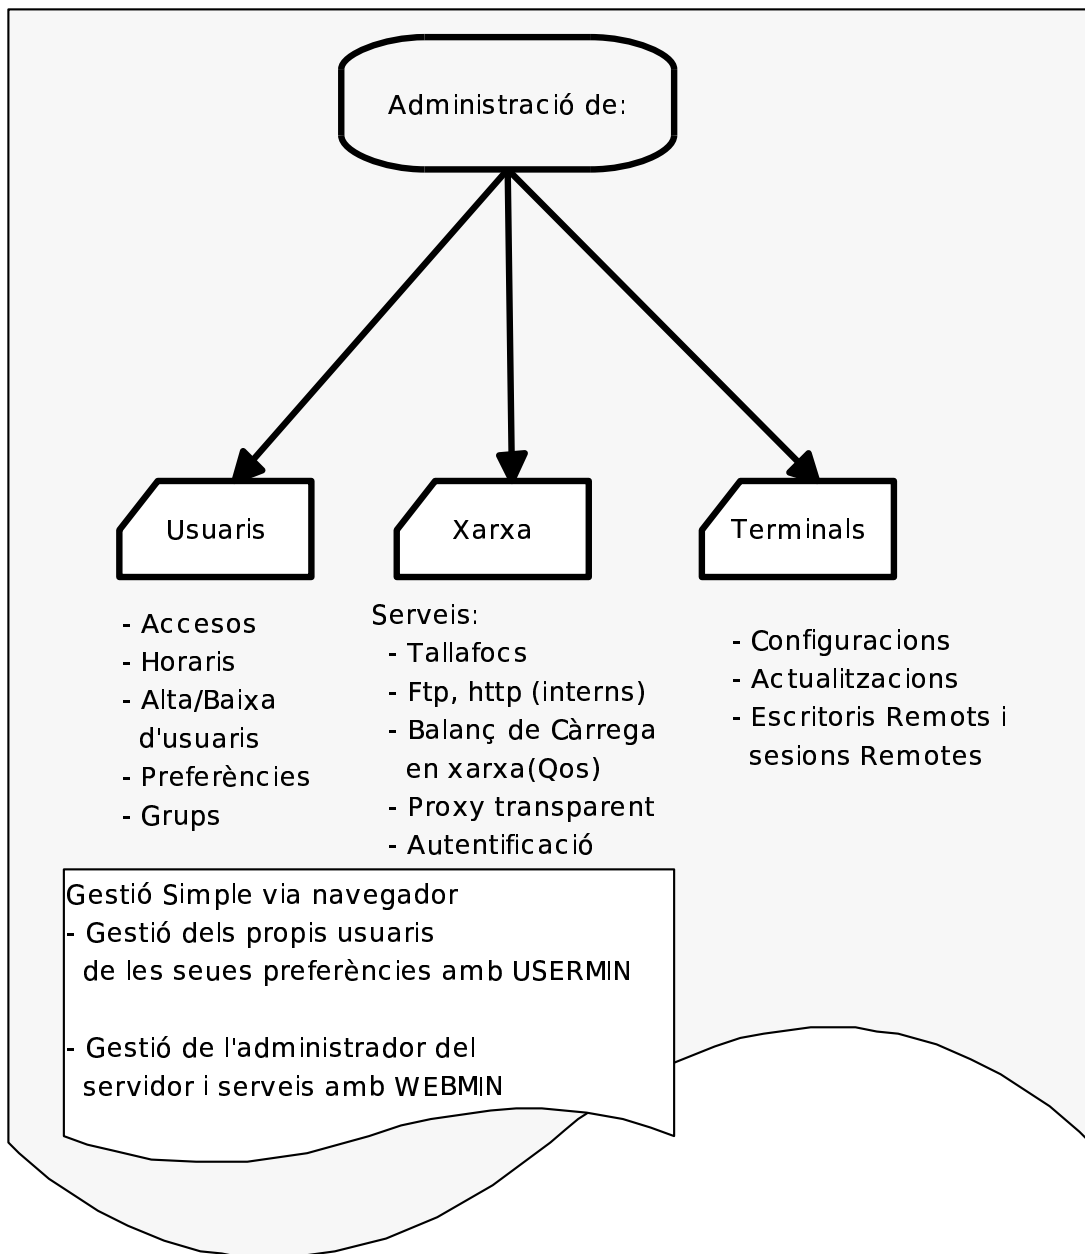 Administració de:
Usuaris
Xarxa
Terminals
- Accesos
- Horaris
- Alta/Baixa
d'usuaris
- Preferències
- Grups
Serveis:
- Tallafocs
- Ftp, http (interns)
- Balanç de Càrrega
en xarxa(Qos)
- Proxy transparent
- Autentificació
- Configuracions
- Actualitzacions
- Escritoris Remots i
sesions Remotes
Gestió Simple via navegador
- Gestió dels propis usuaris
de les seues preferències amb USERMIN
- Gestió de l'administrador del
servidor i serveis amb WEBMIN